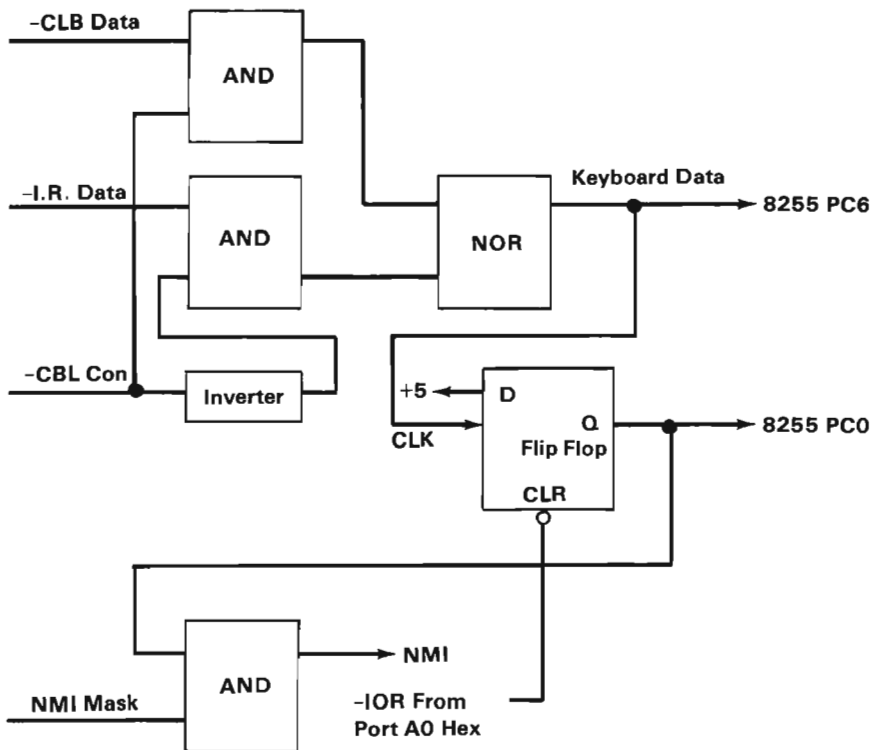 -CLB Data
AND
-I.R. Data
AND
Keyboard Data
8255 PC6
NOR
-CBL Con
Inverter
+5
D
CLK
Q
Flip Flop
8255 PC0
CLR
NMI
AND
NMI Mask
-IOR From
Port A0 Hex